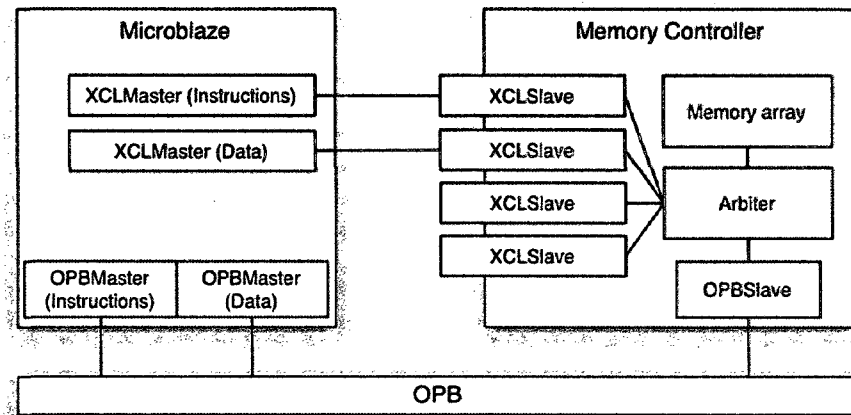 Microblaze
XCLMaster (Instructions)
XCLMaster (Data)
OPBMaster
(Instructions)
OPBMaster
(Data)
Memory Controller
XCLSlave
XCLSlave
XCLSlave
XCLSlave
Memory array
Arbiter
OPBSlave
OPB